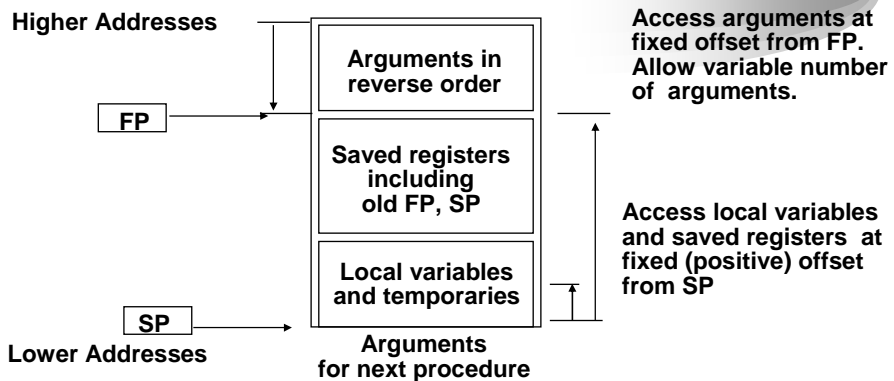 Higher Addresses
Arguments in
reverse order
Access arguments at
fixed offset from FP.
Allow variable number
of arguments.
FP
Saved registers
including
old FP, SP
Access local variables
and saved registers at
fixed (positive) offset
from SP
Local variables
and temporaries
SP
Lower Addresses
Arguments
for next procedure